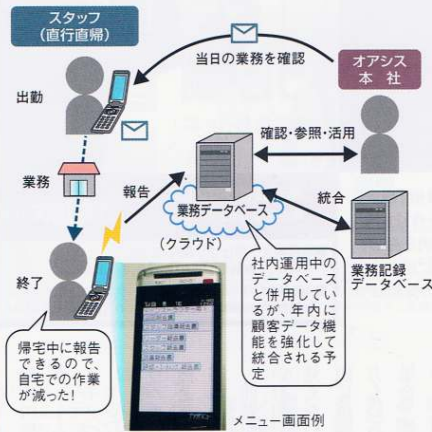 スタッフ
(直行直帰)
当日の業務を確認
オアシス
本 社
出勤
確認・参照・活用
業務
報告
統合
業務データベース
(クラウド)
業務記録
データベース
終了
社内運用中の
データベース
と併用してい
るが、年内に
顧客データ機
能を強化して
統合される予
定
帰宅中に報告
できるので、
自宅での作業
が減った!
メニュー画面例